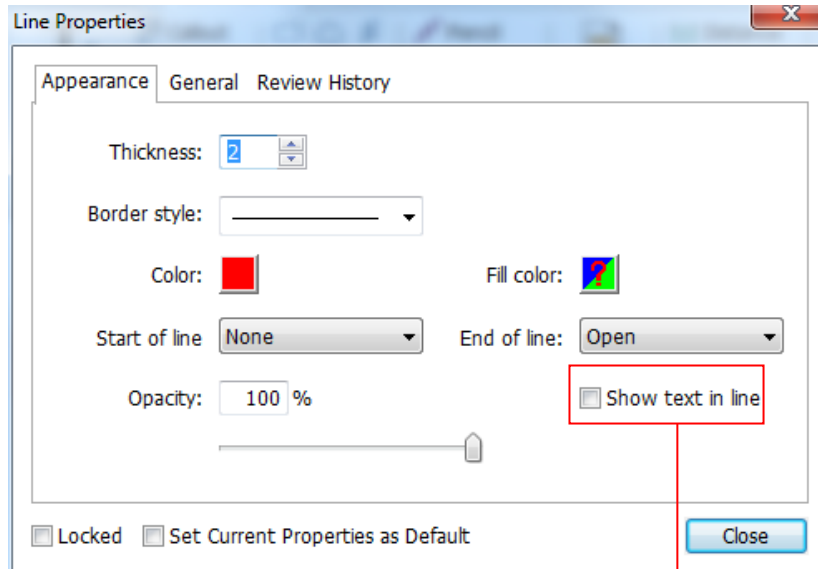 Line Properties
X
Appearance General Review History
Thickness: 2
Border style:
Color: Fill color: ?
Start of line None End of line: Open
Opacity: 100 % Show text in line
Locked Set Current Properties as Default Close